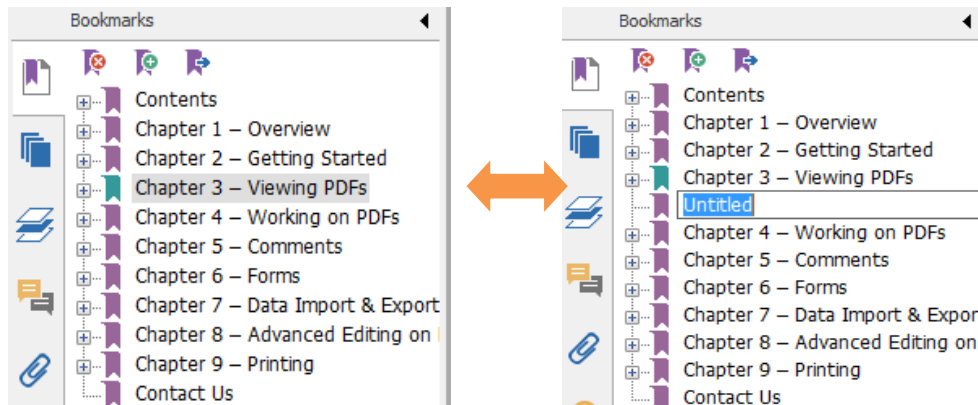 Bookmarks
Contents
Chapter 1 – Overview
Chapter 2 – Getting Started
Chapter 3 – Viewing PDFs
Chapter 4 – Working on PDFs
Chapter 5 – Comments
Chapter 6 – Forms
Chapter 7 – Data Import & Export
Chapter 8 – Advanced Editing on
Chapter 9 – Printing
Contact Us
Bookmarks
Contents
Chapter 1 – Overview
Chapter 2 – Getting Started
Chapter 3 – Viewing PDFs
Untitled
Chapter 4 – Working on PDFs
Chapter 5 – Comments
Chapter 6 – Forms
Chapter 7 – Data Import & Expor
Chapter 8 – Advanced Editing on
Chapter 9 – Printing
Contact Us